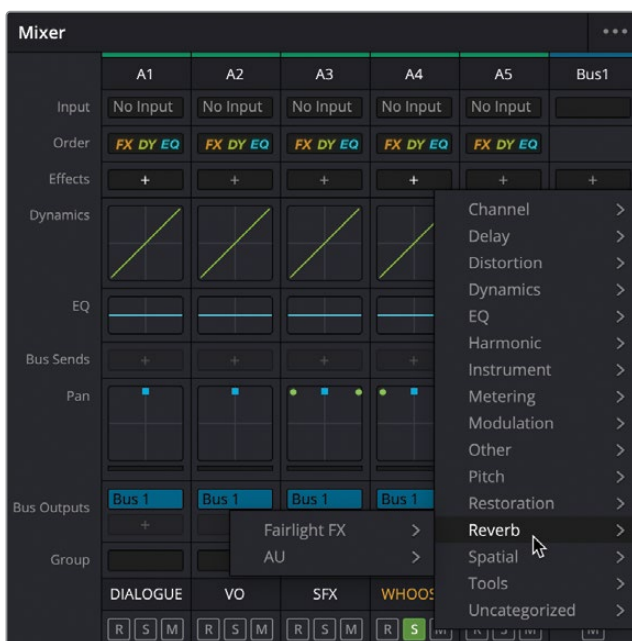 Mixer
A1 A2 A3 A4 A5 Bus1
Input No Input No Input No Input No Input No Input
Order FX DY EQ FX DY EQ FX DY EQ FX DY EQ FX DY EQ
Effects + + + + + +
Channel >
Dynamics
Delay >
Distortion >
Dynamics >
EQ
EQ >
Harmonic >
Bus Sends + + + +
Instrument >
Pan
Metering >
Modulation >
Other >
Pitch >
Bus Outputs Bus 1 Bus 1 Bus 1 Bus 1
Restoration >
+
Fairlight FX >
Reverb >
Group
AU >
Spatial >
DIALOGUE VO SFX WHOOS
Tools >
Uncategorized >
R S M R S M R S M R S M M